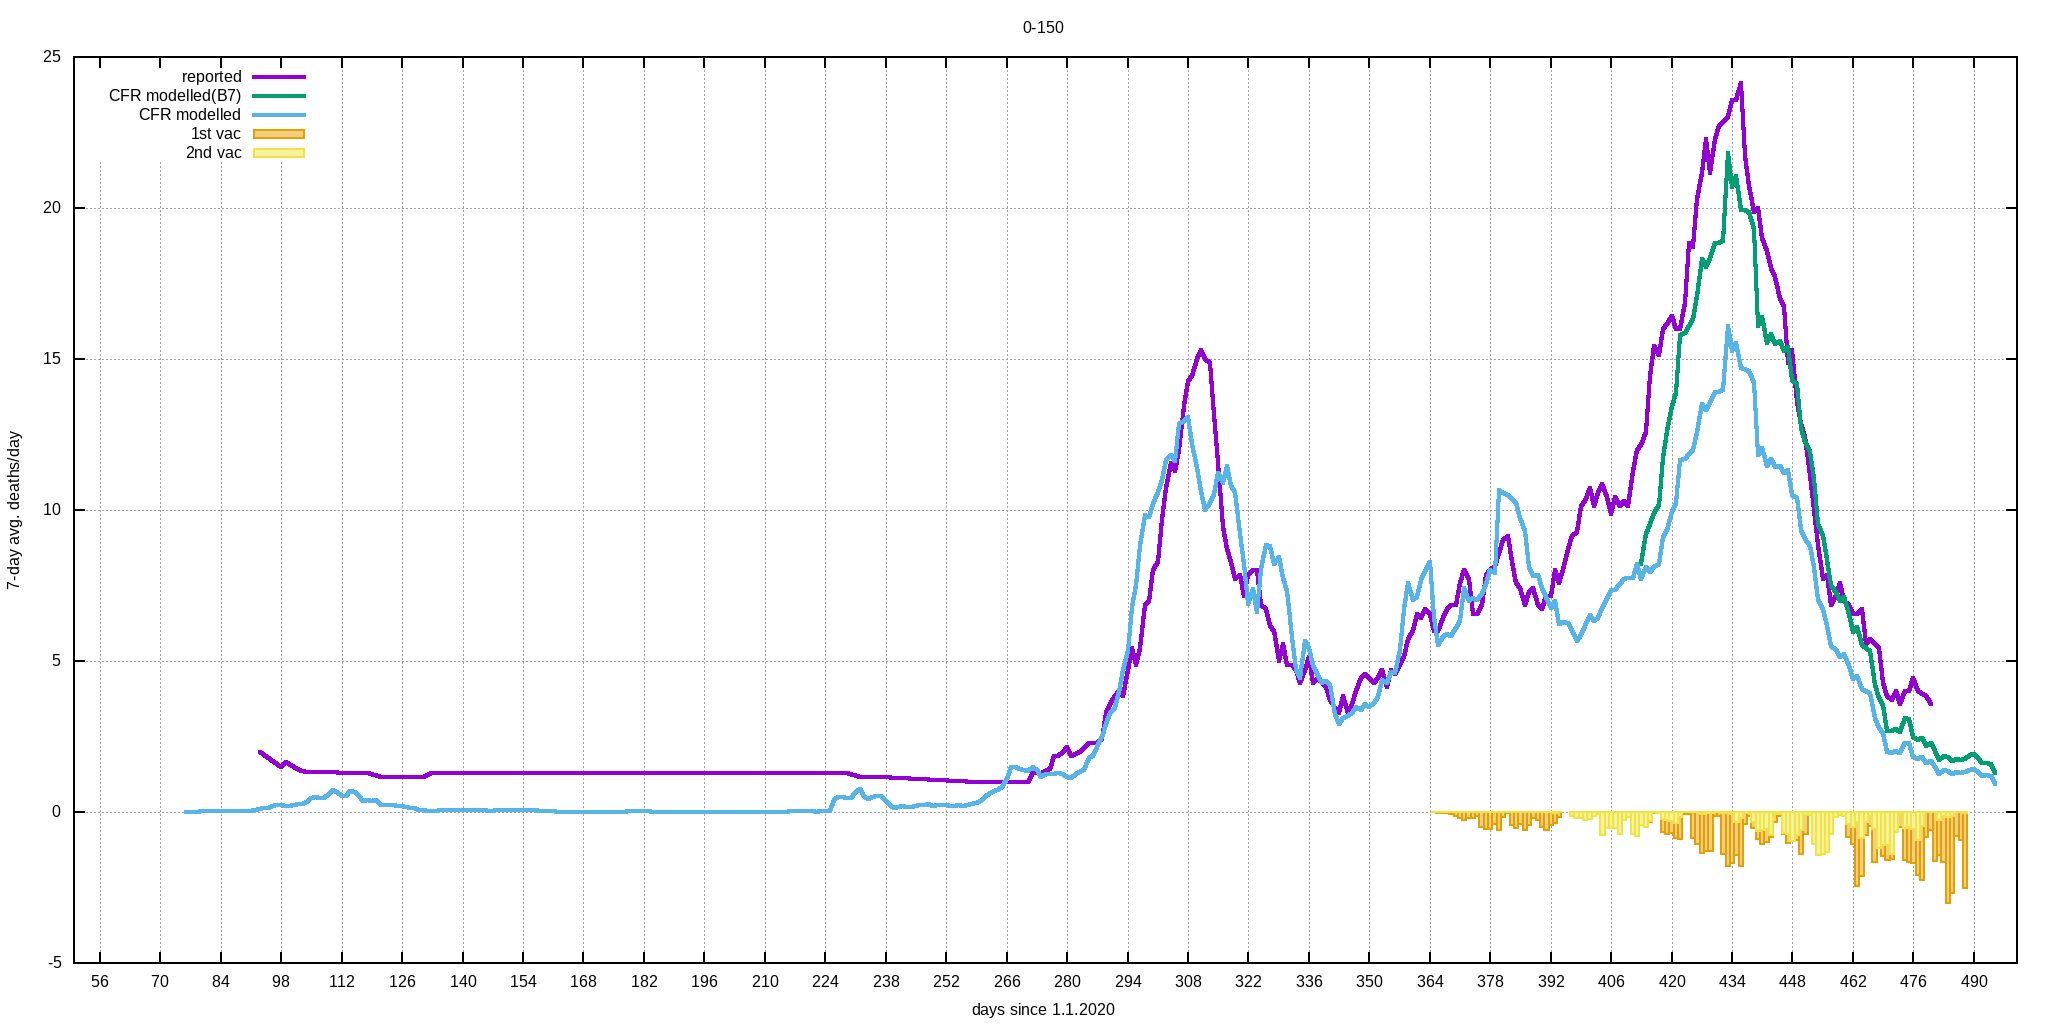 0-150
25
20
15
10
5
0
-5
7-day avg. deaths/day
reported
CFR modelled(B7)
CFR modelled
1st vac
2nd vac
56 70 84 98 112 126 140 154 168 182 196 210 224 238 252 266 280 294 308 322 336 350 364 378 392 406 420 434 448 462 476 490
days since 1.1.2020